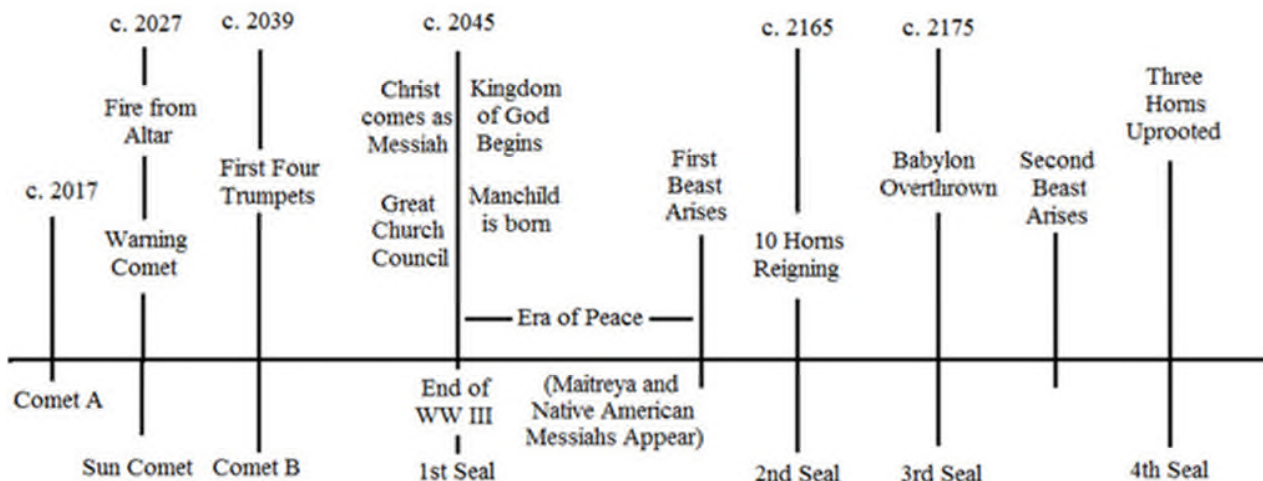 c. 2017
Comet A
c. 2027
Fire from
Altar
Warning
Comet
Sun Comet
c. 2039
First Four
Trumpets
Comet B
c. 2045
Christ
comes as
Messiah
Great
Church
Council
Kingdom
of God
Begins
Manchild
is born
End of
WW III
1st Seal
Era of Peace
(Maitreya and
Native American
Messiahs Appear)
First
Beast
Arises
c. 2165
10 Horns
Reigning
2nd Seal
c. 2175
Babylon
Overthrown
3rd Seal
Second
Beast
Arises
Three
Horns
Uprooted
4th Seal